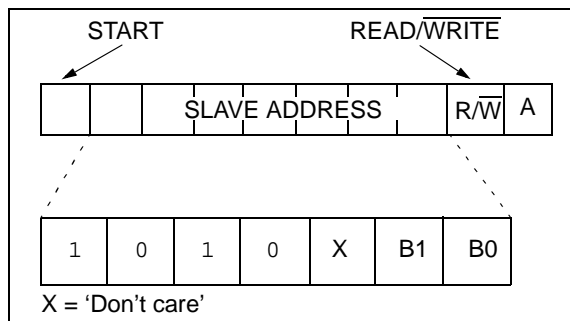 START READ/WRITE
SLAVE ADDRESS R/W A
1 0 1 0 X B1 B0
X = 'Don't care'